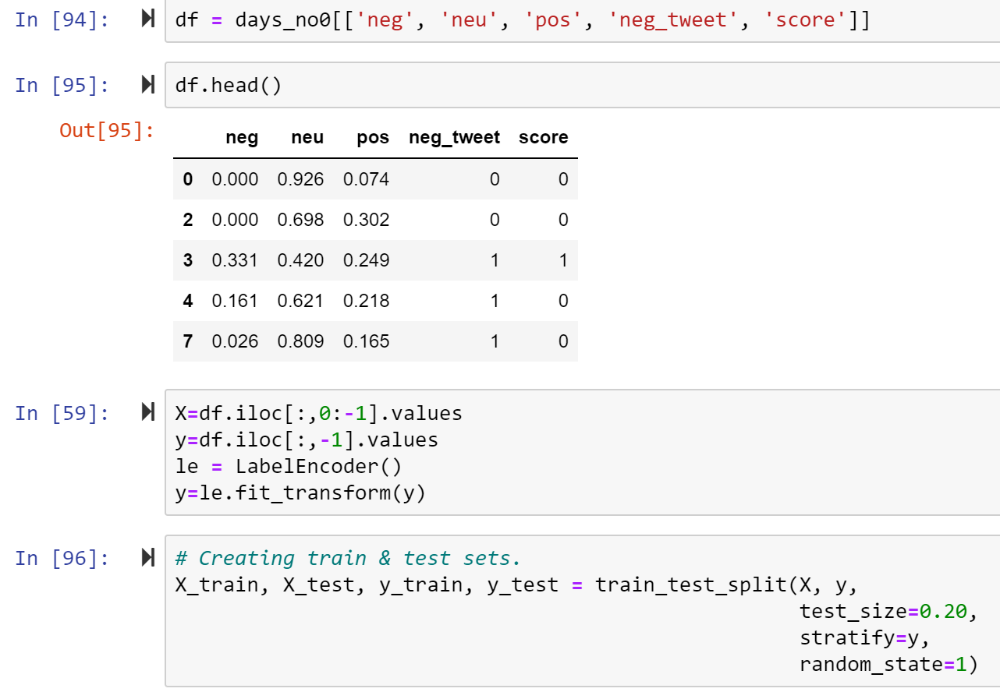 In [94]: df = days_no0[['neg', 'neu', 'pos', 'neg_tweet', 'score']]
In [95]: df.head()
Out[95]:
neg neu pos neg_tweet score
0 0.000 0.926 0.074 0 0
2 0.000 0.698 0.302 0 0
3 0.331 0.420 0.249 1 1
4 0.161 0.621 0.218 1 0
7 0.026 0.809 0.165 1 0
In [59]: X=df.iloc[:,0:-1].values
y=df.iloc[:,-1].values
le = LabelEncoder()
y=le.fit_transform(y)
In [96]: # Creating train & test sets.
X_train, X_test, y_train, y_test = train_test_split(X, y,
test_size=0.20,
stratify=y,
random_state=1)